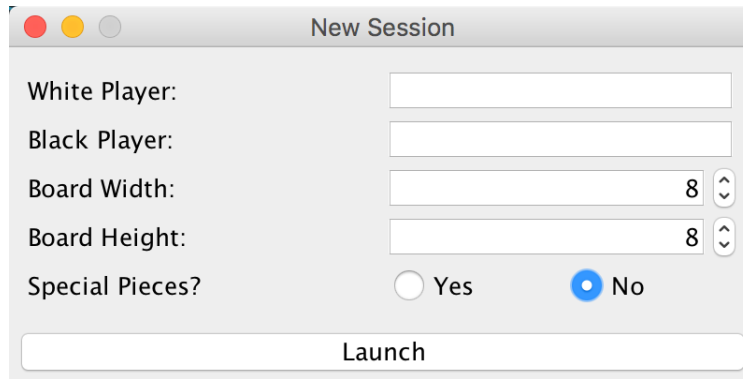 New Session
White Player:
Black Player:
Board Width: 8
Board Height: 8
Special Pieces? Yes No
Launch